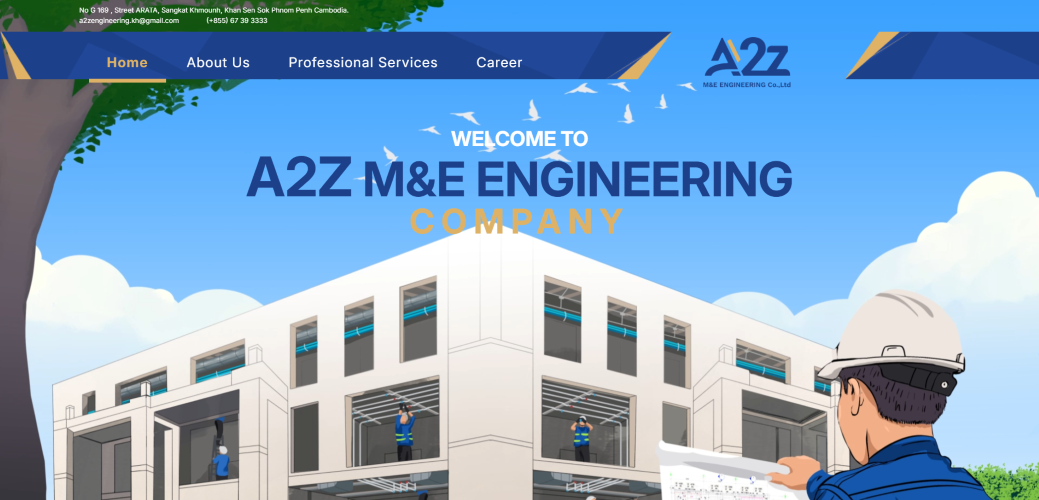 No G 169 , Street ARATA, Sangkat Khmounh, Khan Sen Sok Phnom Penh Cambodia.
a2zengineering.kh@gmail.com (+855) 67 39 3333
Home About Us Professional Services Career
A2Z
M&E ENGINEERING Co.,Ltd
WELCOME TO
A2Z M&E ENGINEERING
COMPANY